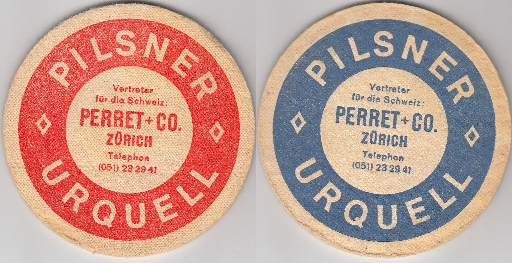 PILSNER
Vertreter
für die Schweiz:
PERRET+CO.
ZÜRICH
Telephon
(051) 23 29 41
URQUELL
PILSNER
Vertreter
für die Schweiz:
PERRET+CO.
ZÜRICH
Telephon
(051) 23 29 41
URQUELL